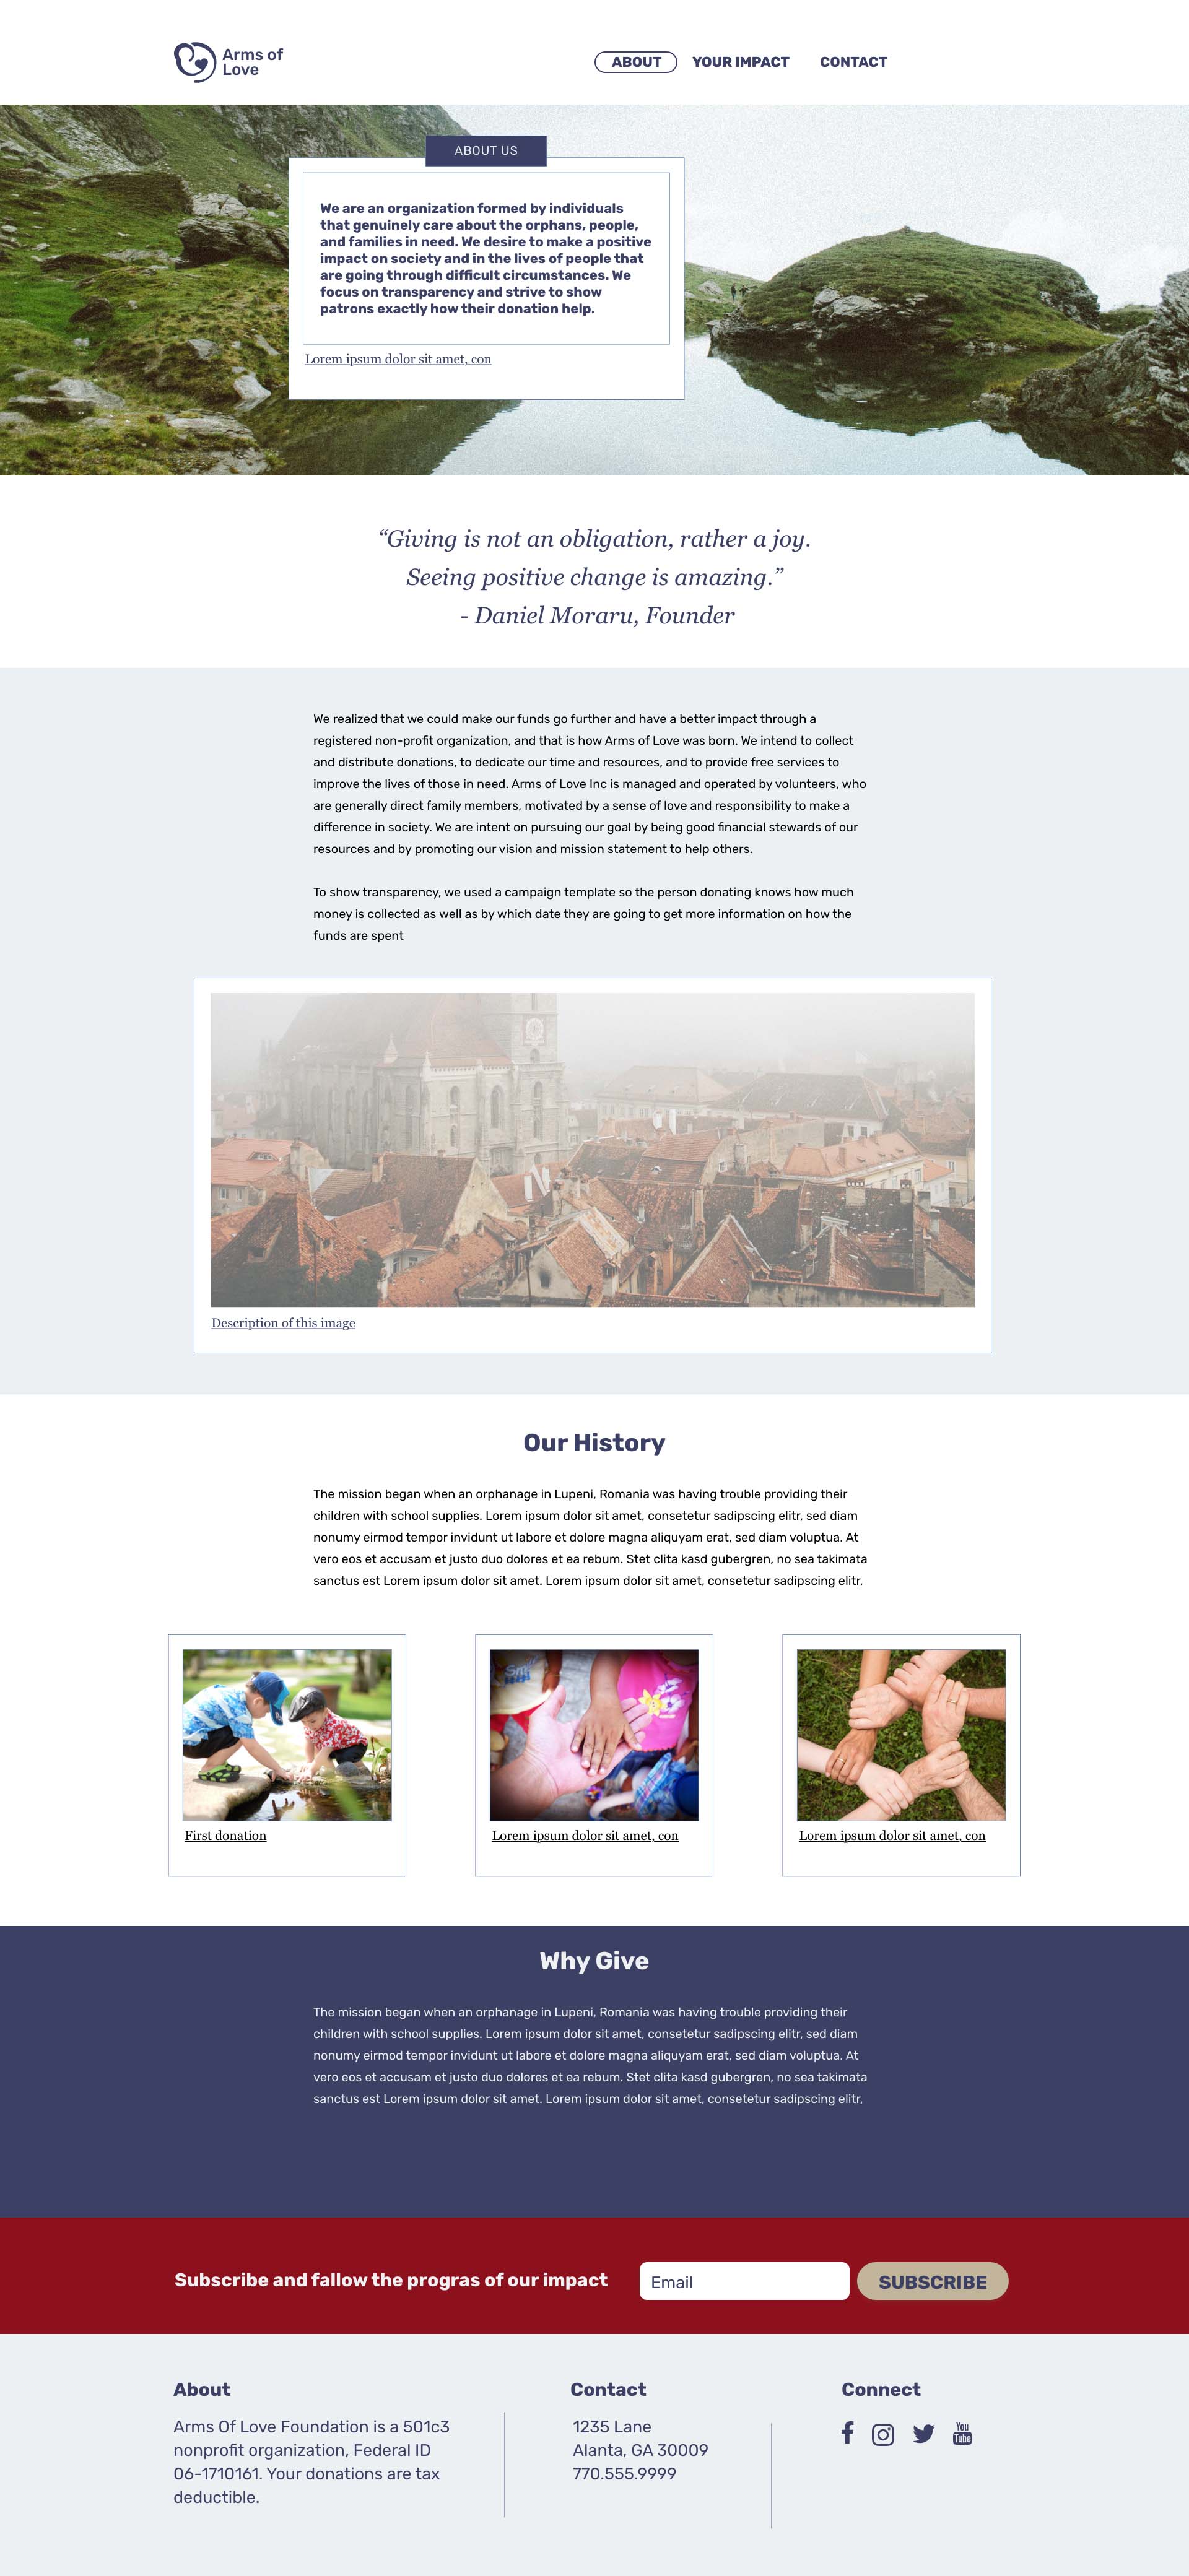 Arms of
Love
ABOUT
YOUR IMPACT
CONTACT
ABOUT US
We are an organization formed by individuals
that genuinely care about the orphans, people,
and families in need. We desire to make a positive
impact on society and in the lives of people that
are going through difficult circumstances. We
focus on transparency and strive to show
patrons exactly how their donation help.
Lorem ipsum dolor sit amet, con
“Giving is not an obligation, rather a joy.
Seeing positive change is amazing.”
- Daniel Moraru, Founder
We realized that we could make our funds go further and have a better impact through a
registered non-profit organization, and that is how Arms of Love was born. We intend to collect
and distribute donations, to dedicate our time and resources, and to provide free services to
improve the lives of those in need. Arms of Love Inc is managed and operated by volunteers, who
are generally direct family members, motivated by a sense of love and responsibility to make a
difference in society. We are intent on pursuing our goal by being good financial stewards of our
resources and by promoting our vision and mission statement to help others.
To show transparency, we used a campaign template so the person donating knows how much
money is collected as well as by which date they are going to get more information on how the
funds are spent
Description of this image
Our History
The mission began when an orphanage in Lupeni, Romania was having trouble providing their
children with school supplies. Lorem ipsum dolor sit amet, consetetur sadipscing elitr, sed diam
nonumy eirmod tempor invidunt ut labore et dolore magna aliquyam erat, sed diam voluptua. At
vero eos et accusam et justo duo dolores et ea rebum. Stet clita kasd gubergren, no sea takimata
sanctus est Lorem ipsum dolor sit amet. Lorem ipsum dolor sit amet, consetetur sadipscing elitr,
First donation
Lorem ipsum dolor sit amet, con
Lorem ipsum dolor sit amet, con
Why Give
The mission began when an orphanage in Lupeni, Romania was having trouble providing their
children with school supplies. Lorem ipsum dolor sit amet, consetetur sadipscing elitr, sed diam
nonumy eirmod tempor invidunt ut labore et dolore magna aliquyam erat, sed diam voluptua. At
vero eos et accusam et justo duo dolores et ea rebum. Stet clita kasd gubergren, no sea takimata
sanctus est Lorem ipsum dolor sit amet. Lorem ipsum dolor sit amet, consetetur sadipscing elitr,
Subscribe and fallow the progras of our impact
Email
SUBSCRIBE
About
Arms Of Love Foundation is a 501c3
nonprofit organization, Federal ID
06-1710161. Your donations are tax
deductible.
Contact
1235 Lane
Alanta, GA 30009
770.555.9999
Connect
You
Tube